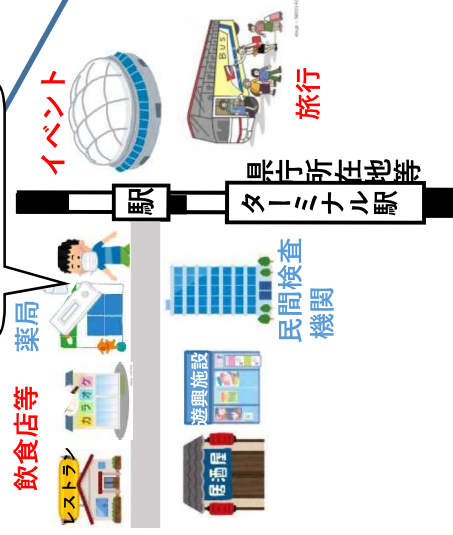 イベント
旅行
BUS
県庁所在地等
駅
ターミナル駅
薬局
民間検査
機関
飲食店等
カラオケ
遊興施設
レストラン
居酒屋